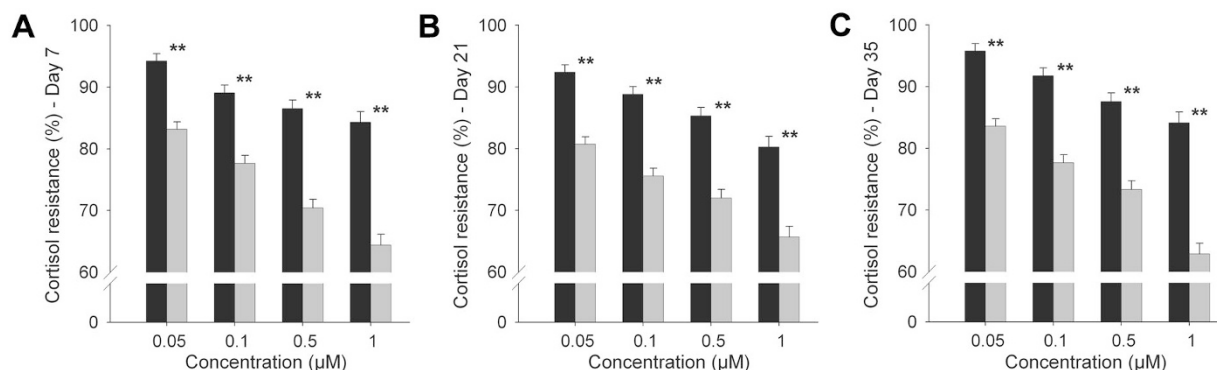 A
Cortisol resistance (%) - Day 7
100
90
80
70
60
0
** ** ** **
0.05 0.1 0.5 1
Concentration (µM)
B
Cortisol resistance (%) - Day 21
100
90
80
70
60
0
** ** ** **
0.05 0.1 0.5 1
Concentration (µM)
C
Cortisol resistance (%) - Day 35
100
90
80
70
60
0
** ** ** **
0.05 0.1 0.5 1
Concentration (µM)